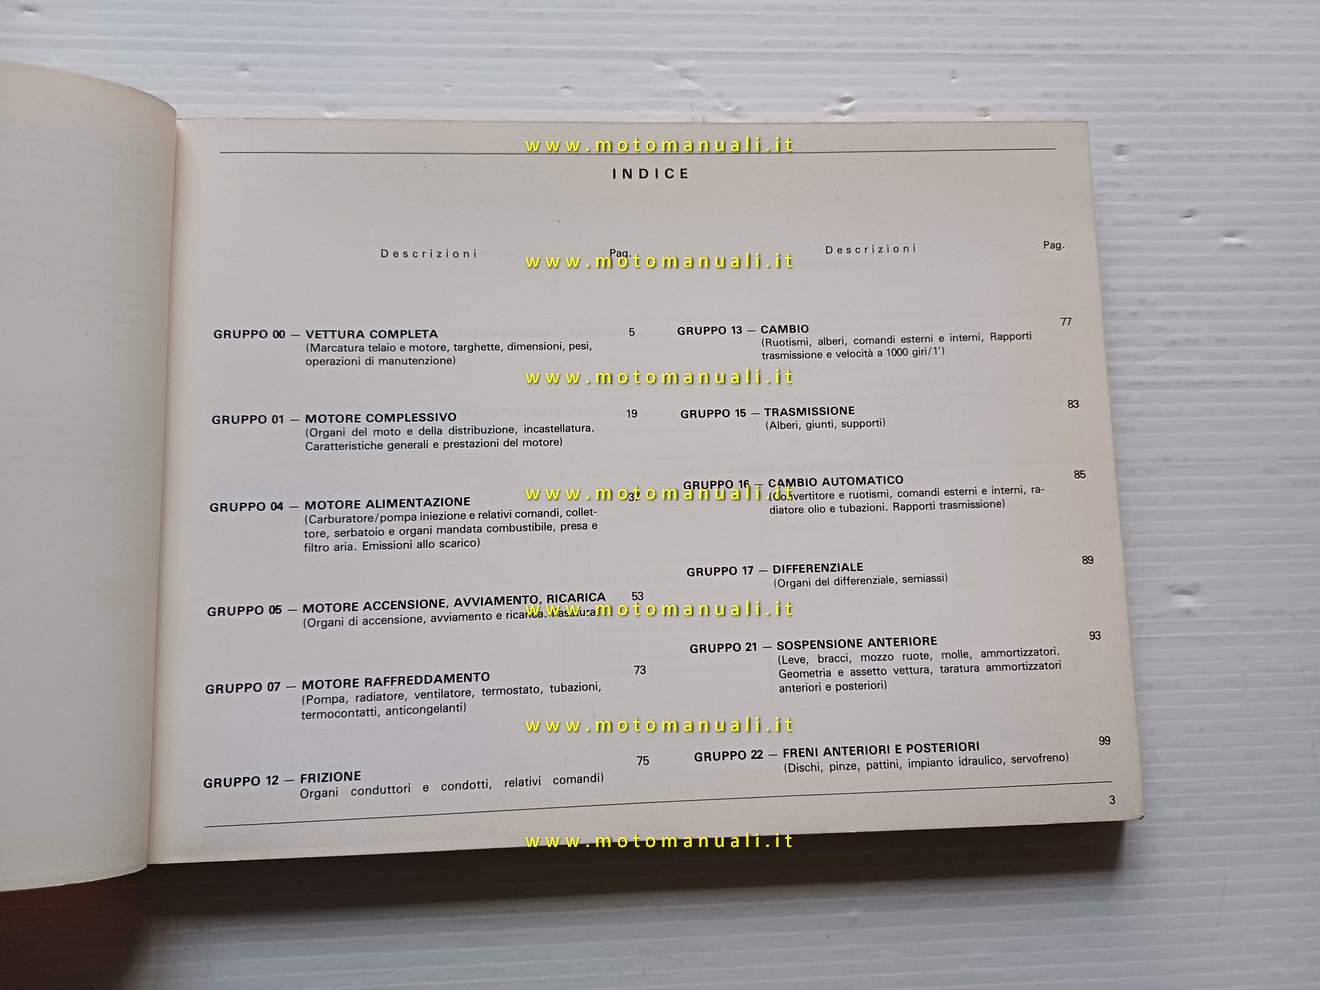 www.motomanuali.it
INDICE
Descrizioni Pag.
www.motomanuali.it
GRUPPO 00 — VETTURA COMPLETA 5
(Marcatura telaio e motore, targhette, dimensioni, pesi,
operazioni di manutenzione)
www.motomanuali.it
GRUPPO 01 — MOTORE COMPLESSIVO 19
(Organi del moto e della distribuzione, incastellatura.
Caratteristiche generali e prestazioni del motore)
GRUPPO 04 — MOTORE ALIMENTAZIONE
www.motomanuali.it
(Carburatore/pompa iniezione e relativi comandi, collet-
tore, serbatoio e organi mandata combustibile, presa e
filtro aria. Emissioni allo scarico)
GRUPPO 05 — MOTORE ACCENSIONE, AVVIAMENTO, RICARICA 53
(Organi di accensione, avviamento e ricarica.
www.motomanuali.it
GRUPPO 07 — MOTORE RAFFREDDAMENTO 73
(Pompa, radiatore, ventilatore, termostato, tubazioni,
termocontatti, anticongelanti)
www.motomanuali.it
GRUPPO 12 — FRIZIONE 75
Organi conduttori e condotti, relativi comandi)
www.motomanuali.it
Descrizioni Pag.
GRUPPO 13 — CAMBIO 77
(Ruotismi, alberi, comandi esterni e interni, Rapporti
trasmissione e velocità a 1000 giri/1')
GRUPPO 15 — TRASMISSIONE 83
(Alberi, giunti, supporti)
GRUPPO 16 — CAMBIO AUTOMATICO 85
(Convertitore e ruotismi, comandi esterni e interni, ra-
diatore olio e tubazioni. Rapporti trasmissione)
GRUPPO 17 — DIFFERENZIALE 89
(Organi del differenziale, semiassi)
GRUPPO 21 — SOSPENSIONE ANTERIORE 93
(Leve, bracci, mozzo ruote, molle, ammortizzatori.
Geometria e assetto vettura, taratura ammortizzatori
anteriori e posteriori)
GRUPPO 22 — FRENI ANTERIORI E POSTERIORI 99
(Dischi, pinze, pattini, impianto idraulico, servofreno)
3